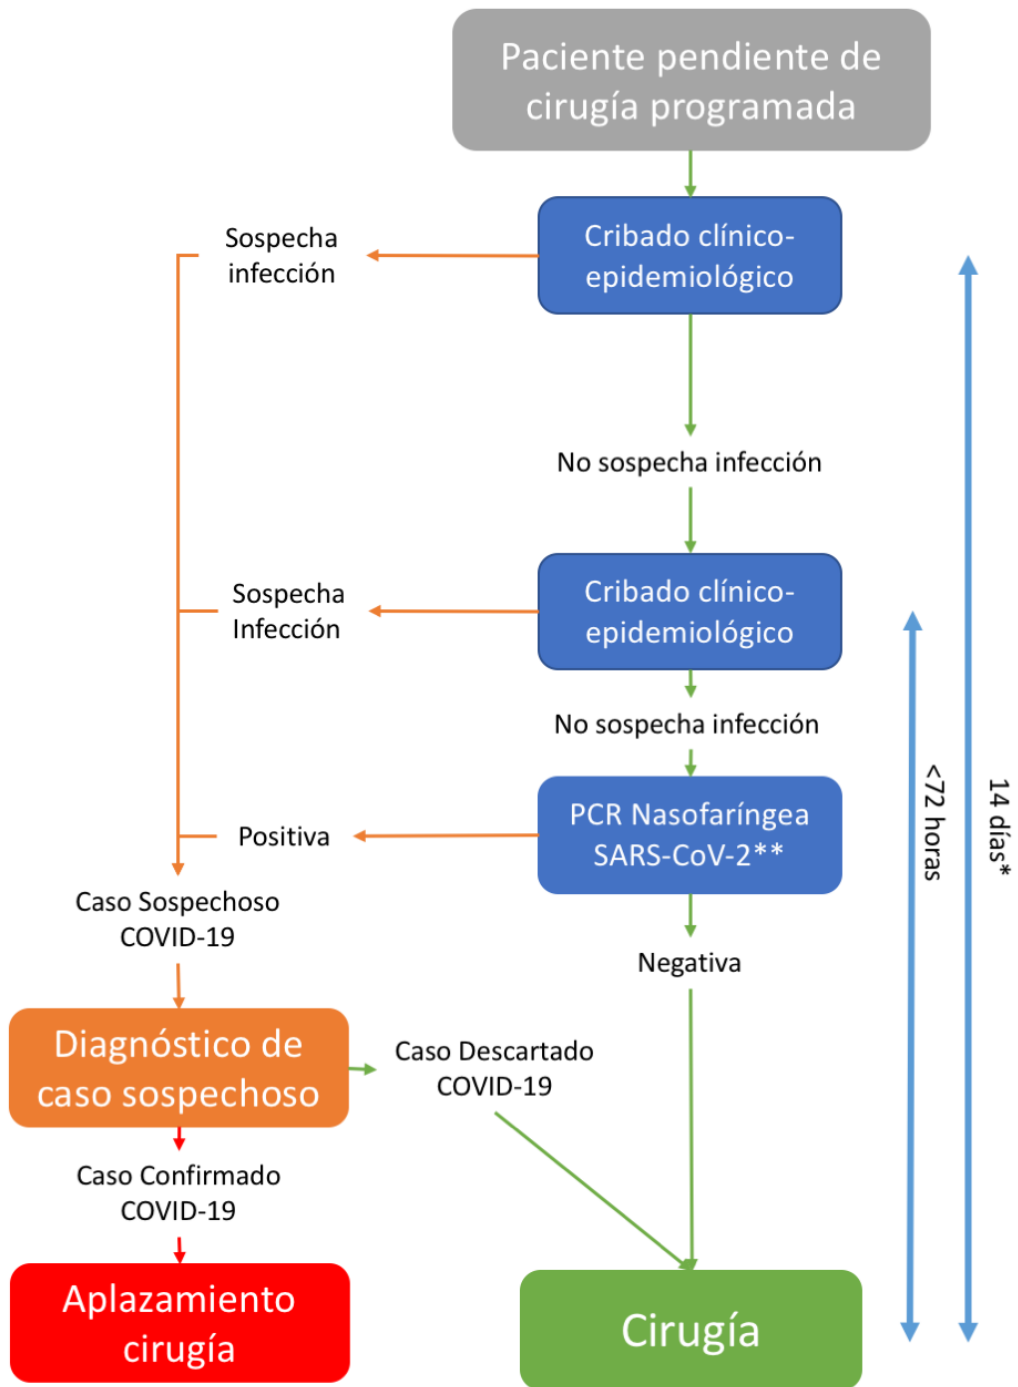 Paciente pendiente de
cirugía programada
Cribado clínico-
epidemiológico
Sospecha
infección
No sospecha infección
Cribado clínico-
epidemiológico
Sospecha
Infección
No sospecha infección
PCR Nasofaríngea
SARS-CoV-2**
Positiva
<72 horas
14 días*
Caso Sospechoso
COVID-19
Negativa
Diagnóstico de
caso sospechoso
Caso Descartado
COVID-19
Caso Confirmado
COVID-19
Aplazamiento
cirugía
Cirugía